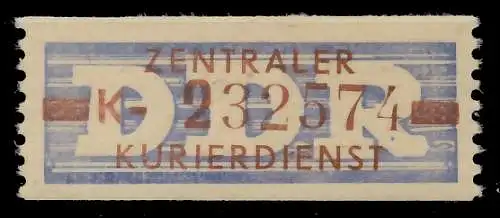 ZENTRALER
DDR
K- 232574
KURIERDIENST